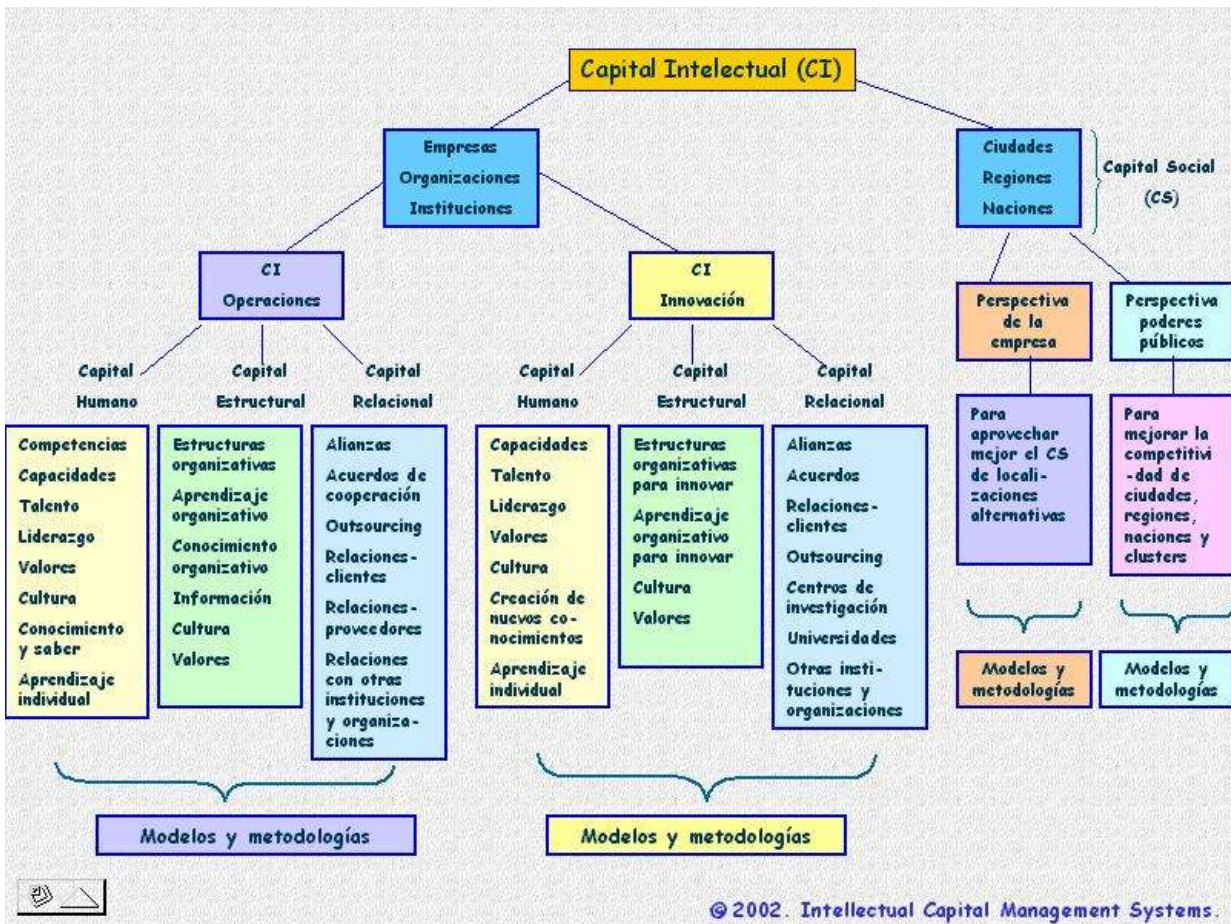 Capital Intelectual (CI)
Empresas
Organizaciones
Instituciones
Ciudades
Regiones
Naciones
Capital Social
(CS)
CI
Operaciones
CI
Innovación
Perspectiva
de la
empresa
Perspectiva
poderes
públicos
Capital
Humano
Capital
Estructural
Capital
Relacional
Capital
Humano
Capital
Estructural
Capital
Relacional
Competencias
Capacidades
Talento
Liderazgo
Valores
Cultura
Conocimiento
y saber
Aprendizaje
individual
Estructuras
organizativas
Aprendizaje
organizativo
Conocimiento
organizativo
Información
Cultura
Valores
Alianzas
Acuerdos de
cooperación
Outsourcing
Relaciones-
clientes
Relaciones-
proveedores
Relaciones
con otras
instituciones
y organiza-
ciones
Capacidades
Talento
Liderazgo
Valores
Cultura
Creación de
nuevos co-
nocimientos
Aprendizaje
individual
Estructuras
organizativas
para innovar
Aprendizaje
organizativo
para innovar
Cultura
Valores
Alianzas
Acuerdos
Relaciones-
clientes
Outsourcing
Centros de
investigación
Universidades
Otras insti-
tuciones y
organizaciones
Para
aprovechar
mejor el CS
de locali-
zaciones
alternativas
Para
mejorar la
competitivi
-dad de
ciudades,
regiones,
naciones y
clusters
Modelos y
metodologías
Modelos y
metodologías
Modelos y metodologías
Modelos y metodologías
© 2002. Intellectual Capital Management Systems.